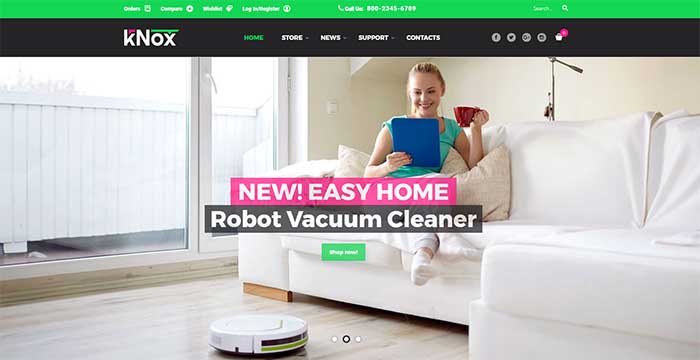 Orders Compare Wishlist Log In/Register Call Us: 800-2345-6789 Search...
kNox HOME STORE NEWS SUPPORT CONTACTS
NEW! EASY HOME
Robot Vacuum Cleaner
Shop now!